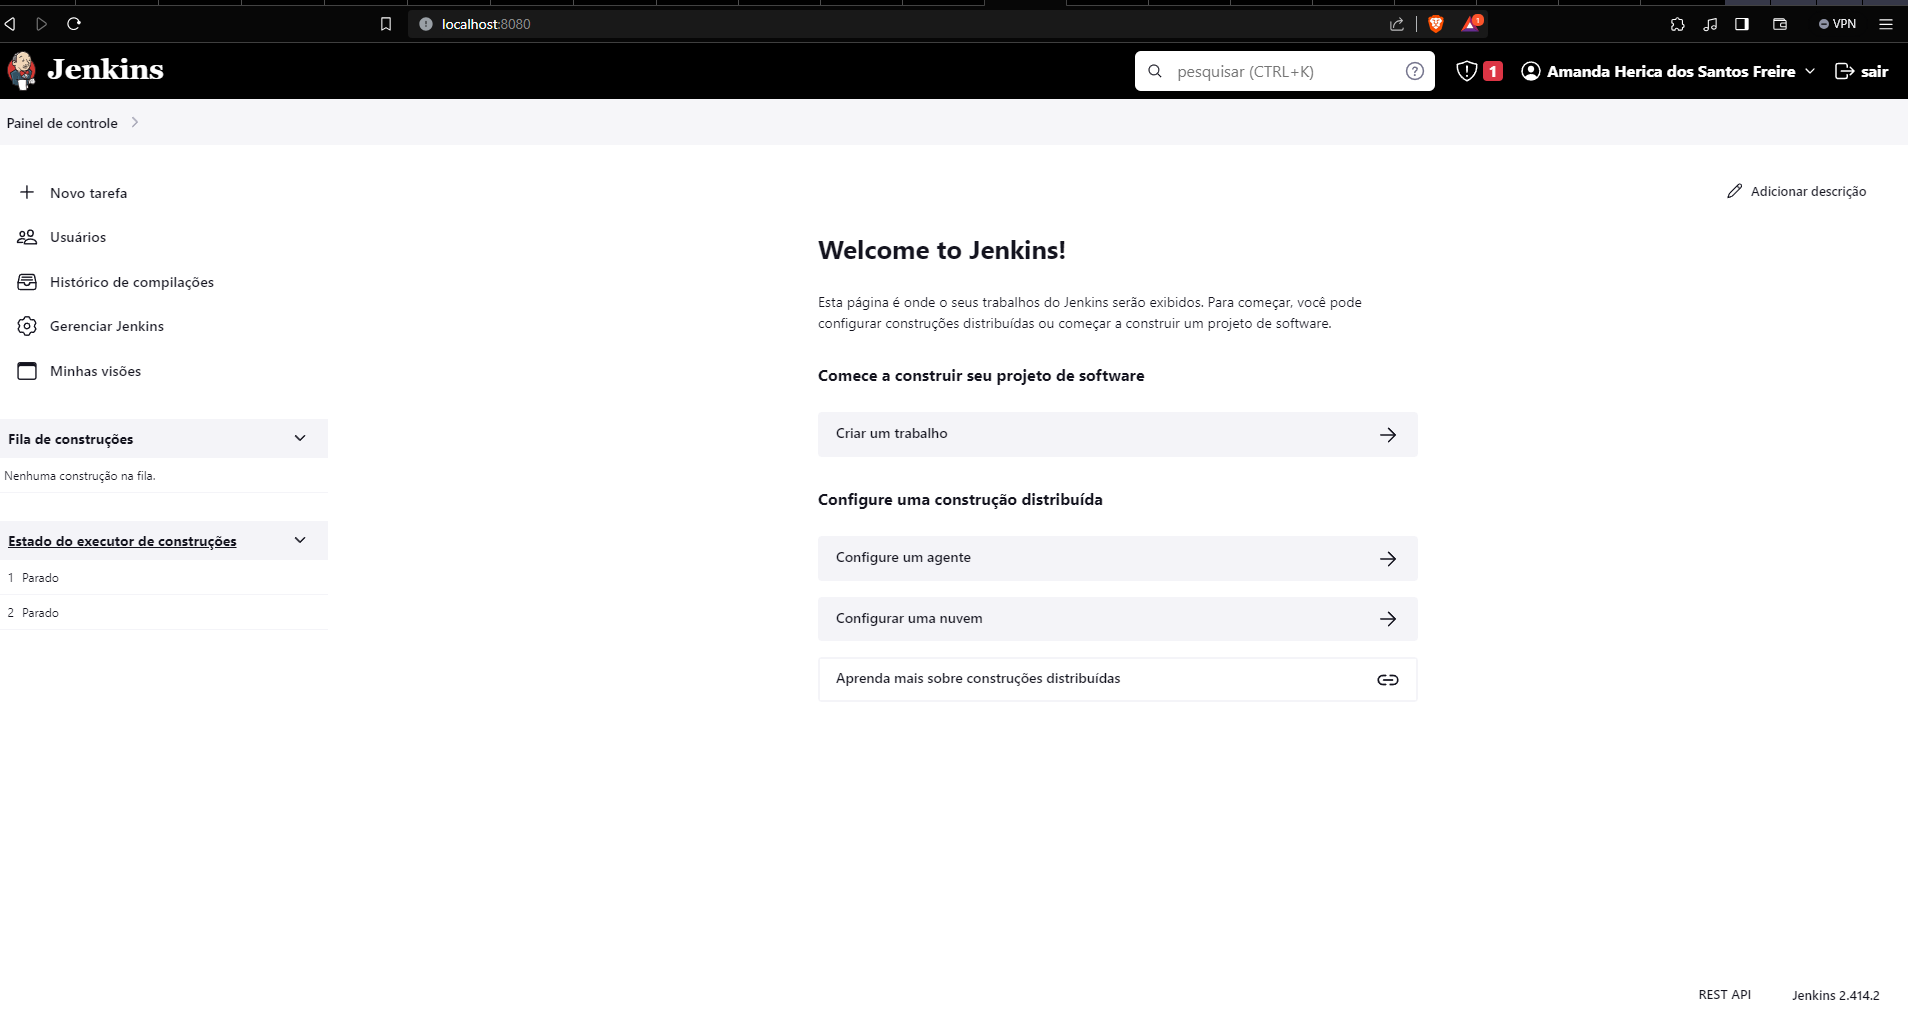 localhost:8080
1
VPN
Jenkins
pesquisar (CTRL+K)
1
Amanda Herica dos Santos Freire
sair
Painel de controle
Novo tarefa
Usuários
Histórico de compilações
Gerenciar Jenkins
Minhas visões
Fila de construções
Nenhuma construção na fila.
Estado do executor de construções
1 Parado
2 Parado
Adicionar descrição
Welcome to Jenkins!
Esta página é onde o seus trabalhos do Jenkins serão exibidos. Para começar, você pode
configurar construções distribuídas ou começar a construir um projeto de software.
Comece a construir seu projeto de software
Criar um trabalho
Configure uma construção distribuída
Configure um agente
Configurar uma nuvem
Aprenda mais sobre construções distribuídas
REST API
Jenkins 2.414.2